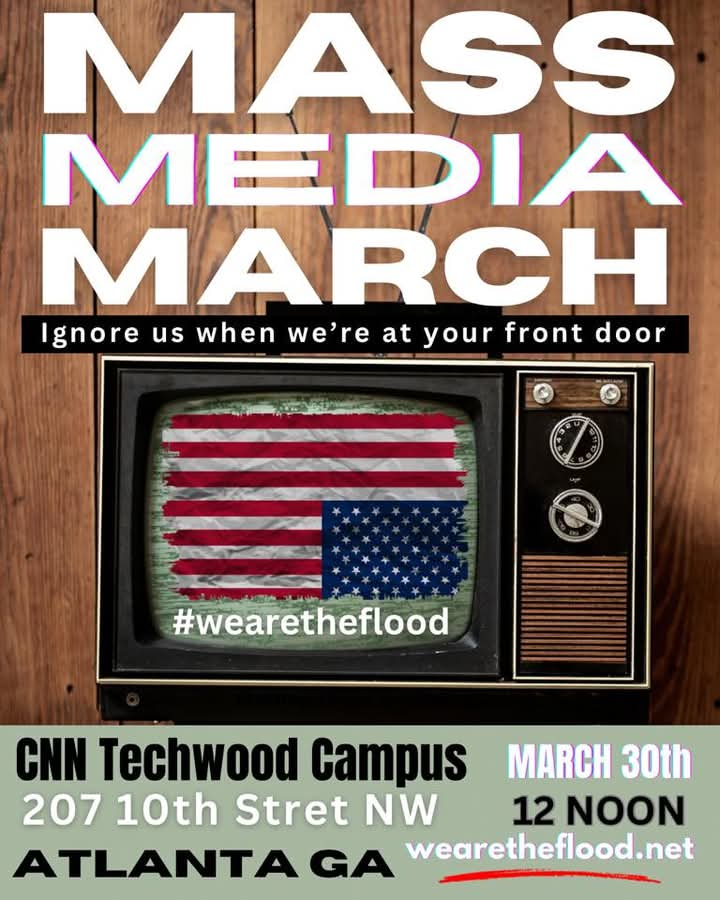 MASS
MEDIA
MARCH
Ignore us when we're at your front door
#wearetheflood
CNN Techwood Campus
MARCH 30th
207 10th Stret NW
12 NOON
ATLANTA GA
wearetheflood.net